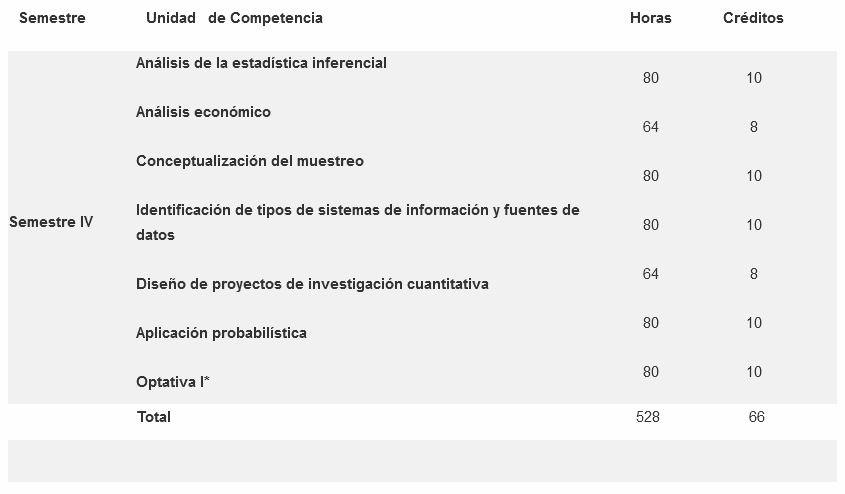 Semestre Unidad de Competencia Horas Créditos
Análisis de la estadística inferencial
80 10
Análisis económico
64 8
Conceptualización del muestreo
80 10
Identificación de tipos de sistemas de información y fuentes de
Semestre IV 80 10
datos
64 8
Diseño de proyectos de investigación cuantitativa
80 10
Aplicación probabilística
80 10
Optativa I*
Total 528 66